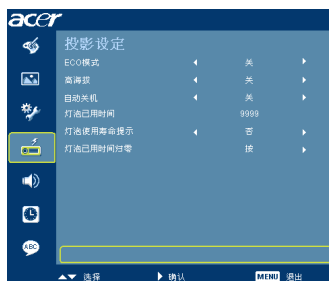 acer
投影设定
ECO模式 关
高海拔 关
自动关机 关
灯泡已用时间 9999
灯泡使用寿命提示 否
灯泡已用时间归零 按
ABC
选择 确认 MENU 退出